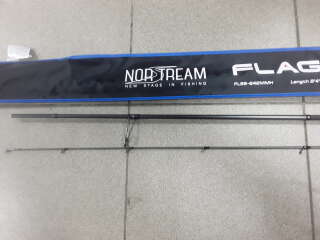 NORSTREAM
NEW STAGE IN FISHING
FLAG
Length